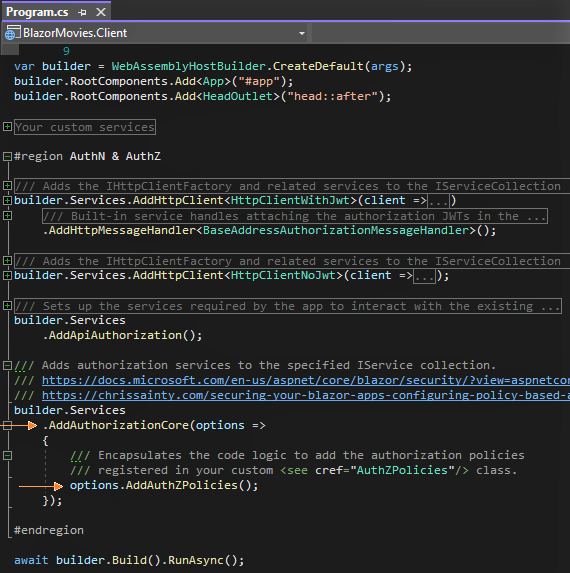 Program.cs
BlazorMovies.Client
9
var builder = WebAssemblyHostBuilder.CreateDefault(args);
builder.RootComponents.Add<App>("#app");
builder.RootComponents.Add<HeadOutlet>("head::after");
Your custom services
#region AuthN & AuthZ
/// Adds the IHttpClientFactory and related services to the IServiceCollection
builder.Services.AddHttpClient<HttpClientWithJwt>(client =>...)
/// Built-in service handles attaching the authorization JWTs in the ...
.AddHttpMessageHandler<BaseAddressAuthorizationMessageHandler>();
/// Adds the IHttpClientFactory and related services to the IServiceCollection
builder.Services.AddHttpClient<HttpClientNoJwt>(client =>...);
/// Sets up the services required by the app to interact with the existing ...
builder.Services
.AddApiAuthorization();
/// Adds authorization services to the specified IService collection.
/// https://docs.microsoft.com/en-us/aspnet/core/blazor/security/?view=aspnetcor
/// https://chrissainty.com/securing-your-blazor-apps-configuring-policy-based-a
builder.Services
.AddAuthorizationCore(options =>
{
/// Encapsulates the code logic to add the authorization policies
/// registered in your custom <see cref="AuthZPolicies"/> class.
options.AddAuthZPolicies();
});
#endregion
await builder.Build().RunAsync();